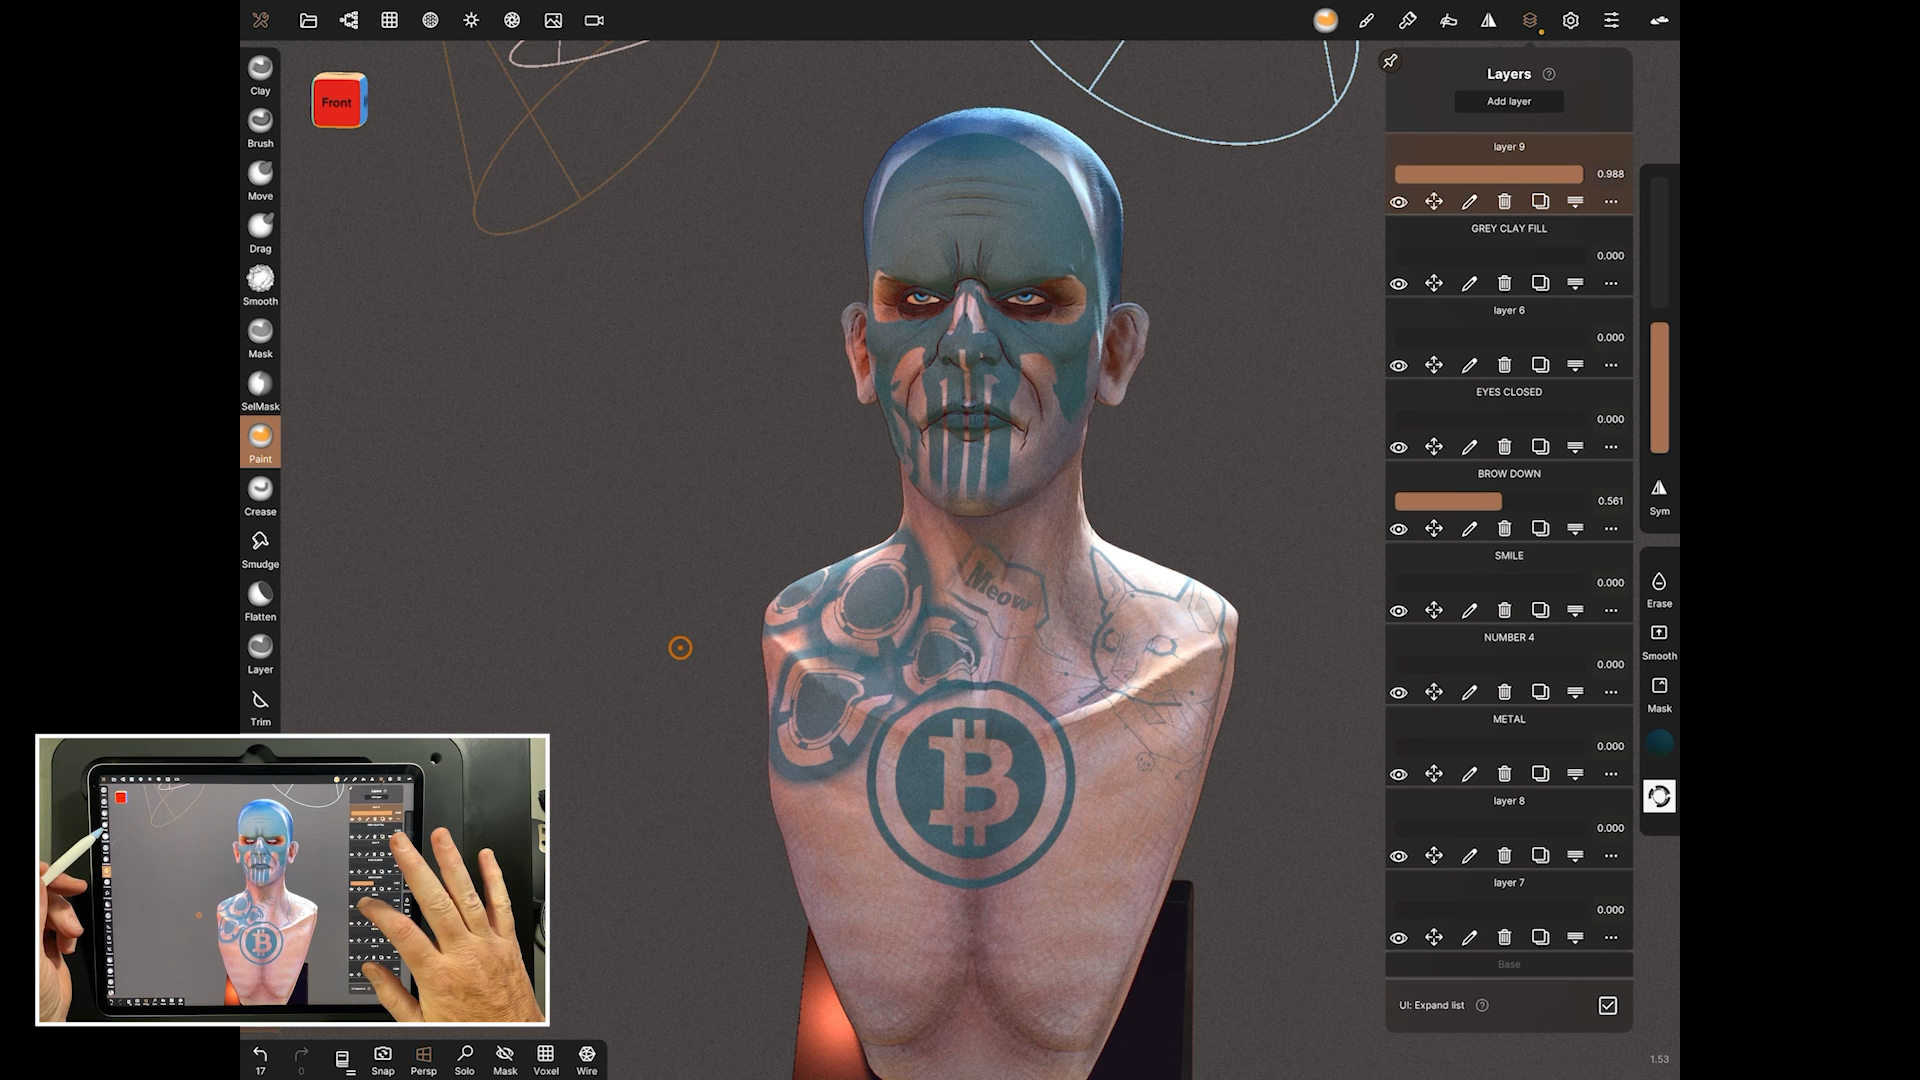 Clay
Brush
Move
Drag
Smooth
Mask
SelMask
Paint
Crease
Smudge
Flatten
Layer
Trim
Front
Meow
Layers
Add layer
layer 9
0.988
GREY CLAY FILL
0.000
layer 6
0.000
EYES CLOSED
0.000
BROW DOWN
0.561
SMILE
0.000
NUMBER 4
0.000
METAL
0.000
layer 8
0.000
layer 7
0.000
Base
UI: Expand list
Sym
Erase
Smooth
Mask
1.53
17
0
Snap
Persp
Solo
Mask
Voxel
Wire